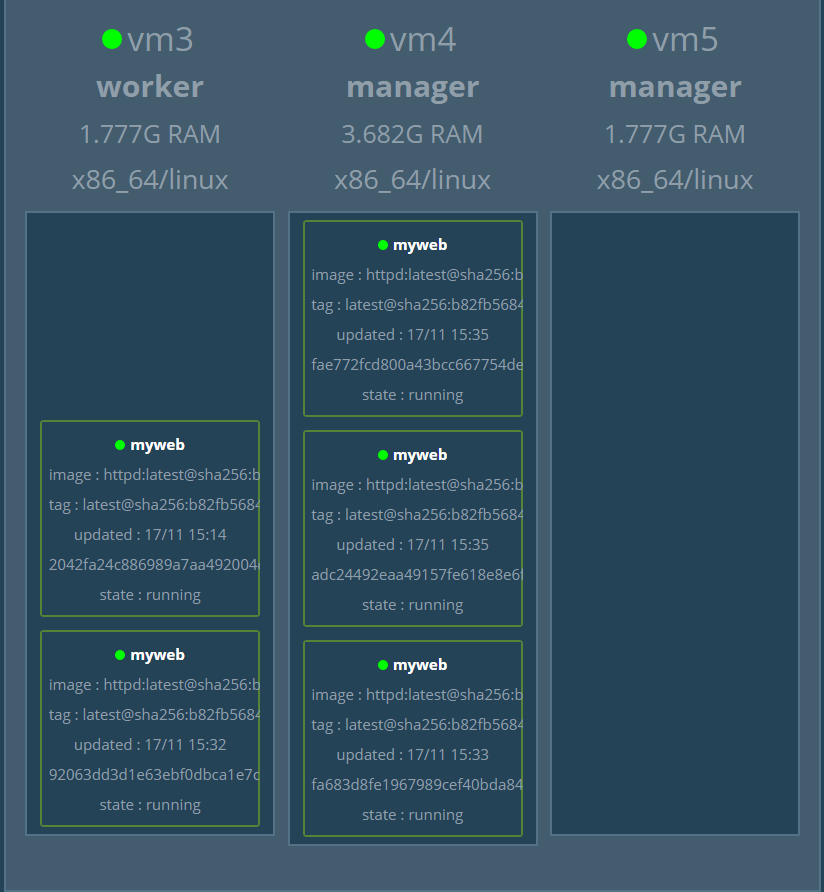 vm3
worker
1.777G RAM
x86_64/linux
myweb
image : httpd:latest@sha256:b
tag : latest@sha256:b82fb5684
updated : 17/11 15:14
2042fa24c886989a7aa492004
state : running
myweb
image : httpd:latest@sha256:b
tag : latest@sha256:b82fb5684
updated : 17/11 15:32
92063dd3d1e63ebf0dbca1e7c
state : running
vm4
manager
3.682G RAM
x86_64/linux
myweb
image : httpd:latest@sha256:b
tag : latest@sha256:b82fb5684
updated : 17/11 15:35
fae772fcd800a43bcc667754de
state : running
myweb
image : httpd:latest@sha256:b
tag : latest@sha256:b82fb5684
updated : 17/11 15:35
adc24492eaa49157fe618e8e6f
state : running
myweb
image : httpd:latest@sha256:b
tag : latest@sha256:b82fb5684
updated : 17/11 15:33
fa683d8fe1967989cef40bda84
state : running
vm5
manager
1.777G RAM
x86_64/linux